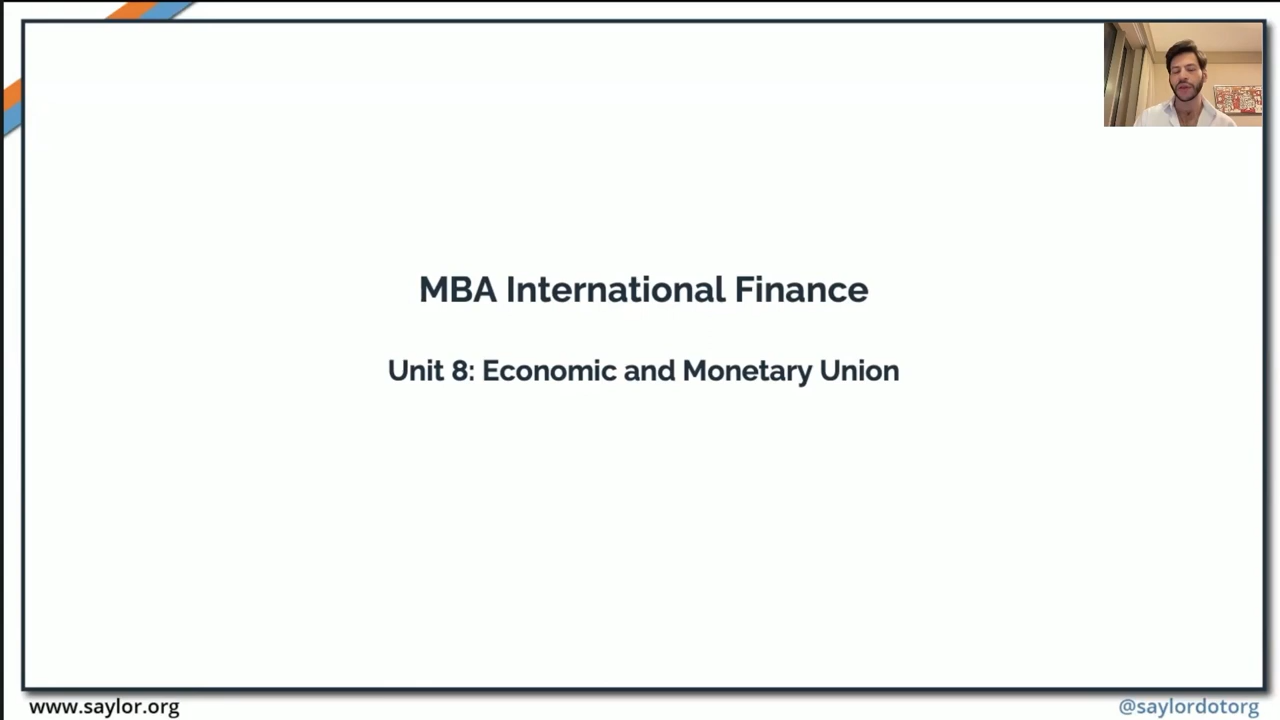 MBA International Finance
Unit 8: Economic and Monetary Union
www.saylor.org
@saylordotorg